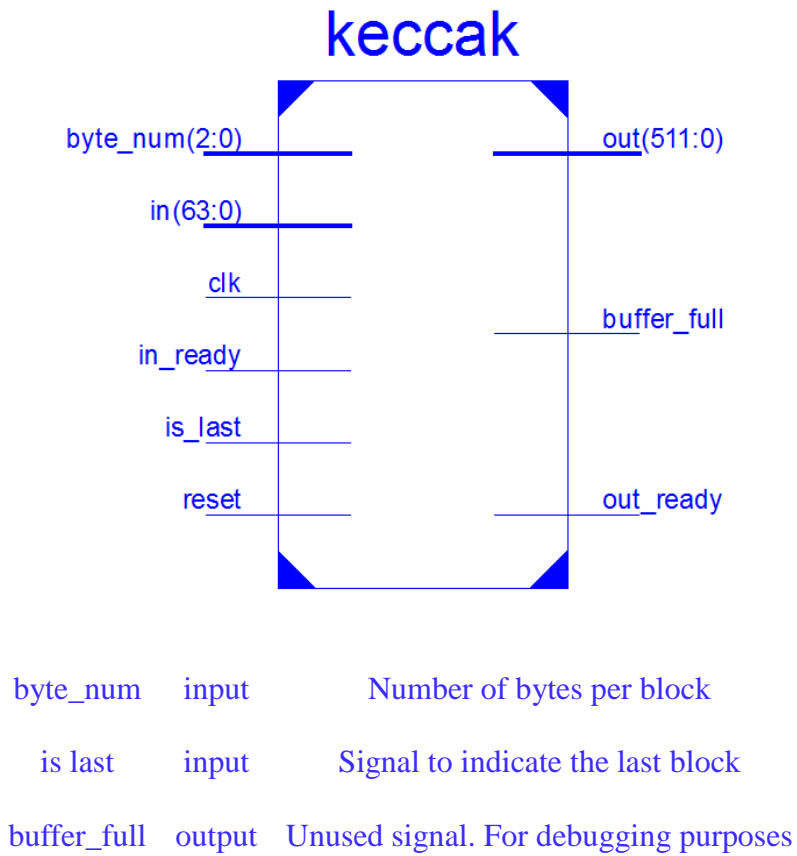 keccak
byte_num(2:0)
out(511:0)
in(63:0)
clk
buffer_full
in_ready
is_last
reset
out_ready
byte_num input Number of bytes per block
is last input Signal to indicate the last block
buffer_full output Unused signal. For debugging purposes